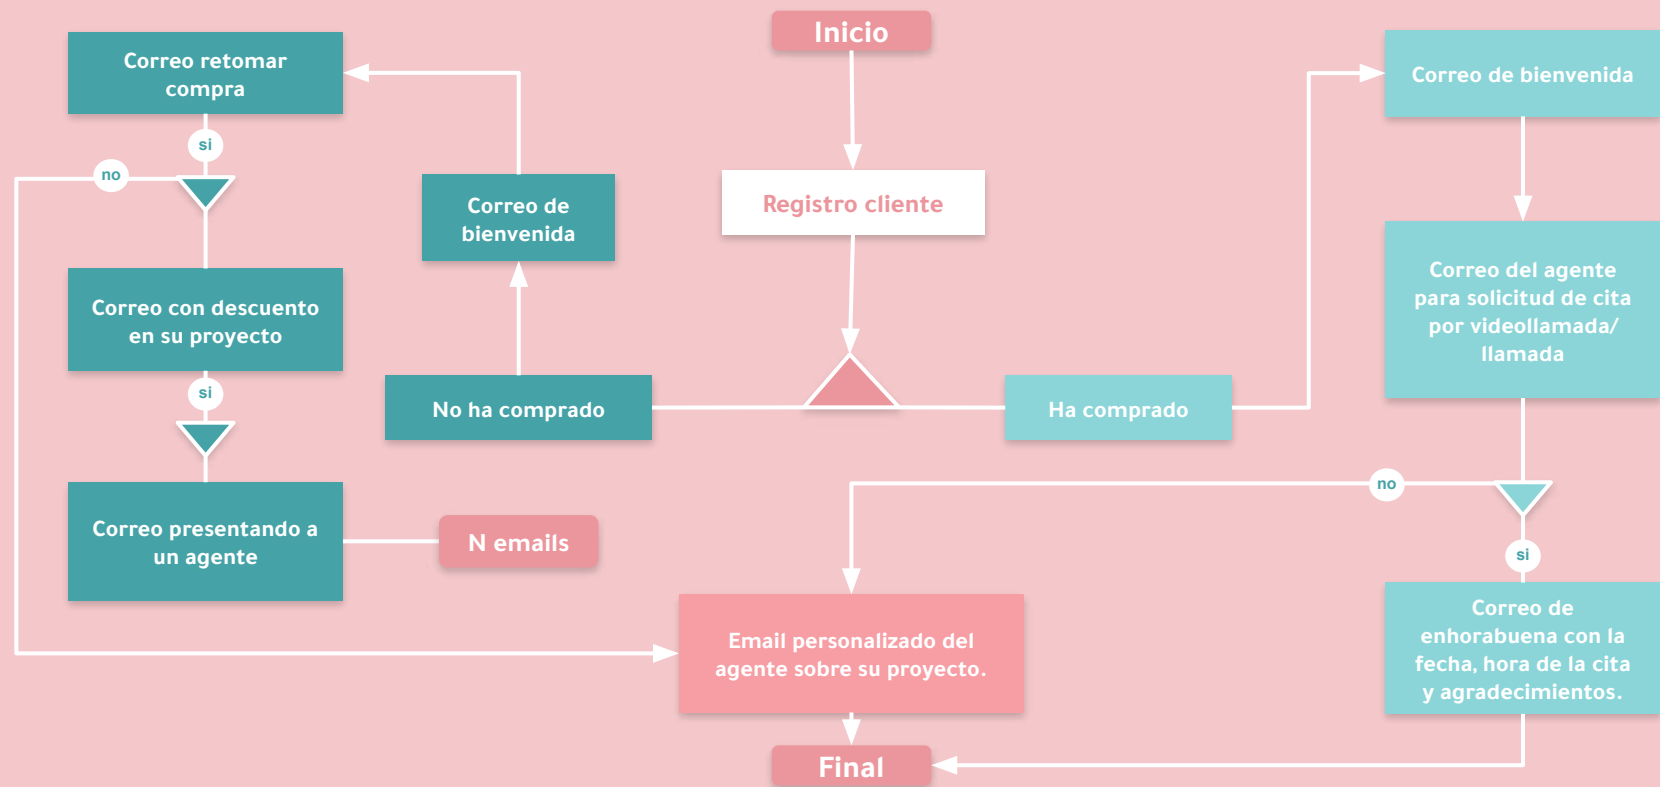 Inicio
Correo retomar
compra
Correo de bienvenida
si
no
Correo de
bienvenida
Registro cliente
Correo del agente
para solicitud de cita
por videollamada/
llamada
Correo con descuento
en su proyecto
si
No ha comprado
Ha comprado
no
Correo presentando a
un agente
N emails
si
Email personalizado del
agente sobre su proyecto.
Correo de
enhorabuena con la
fecha, hora de la cita
y agradecimientos.
Final